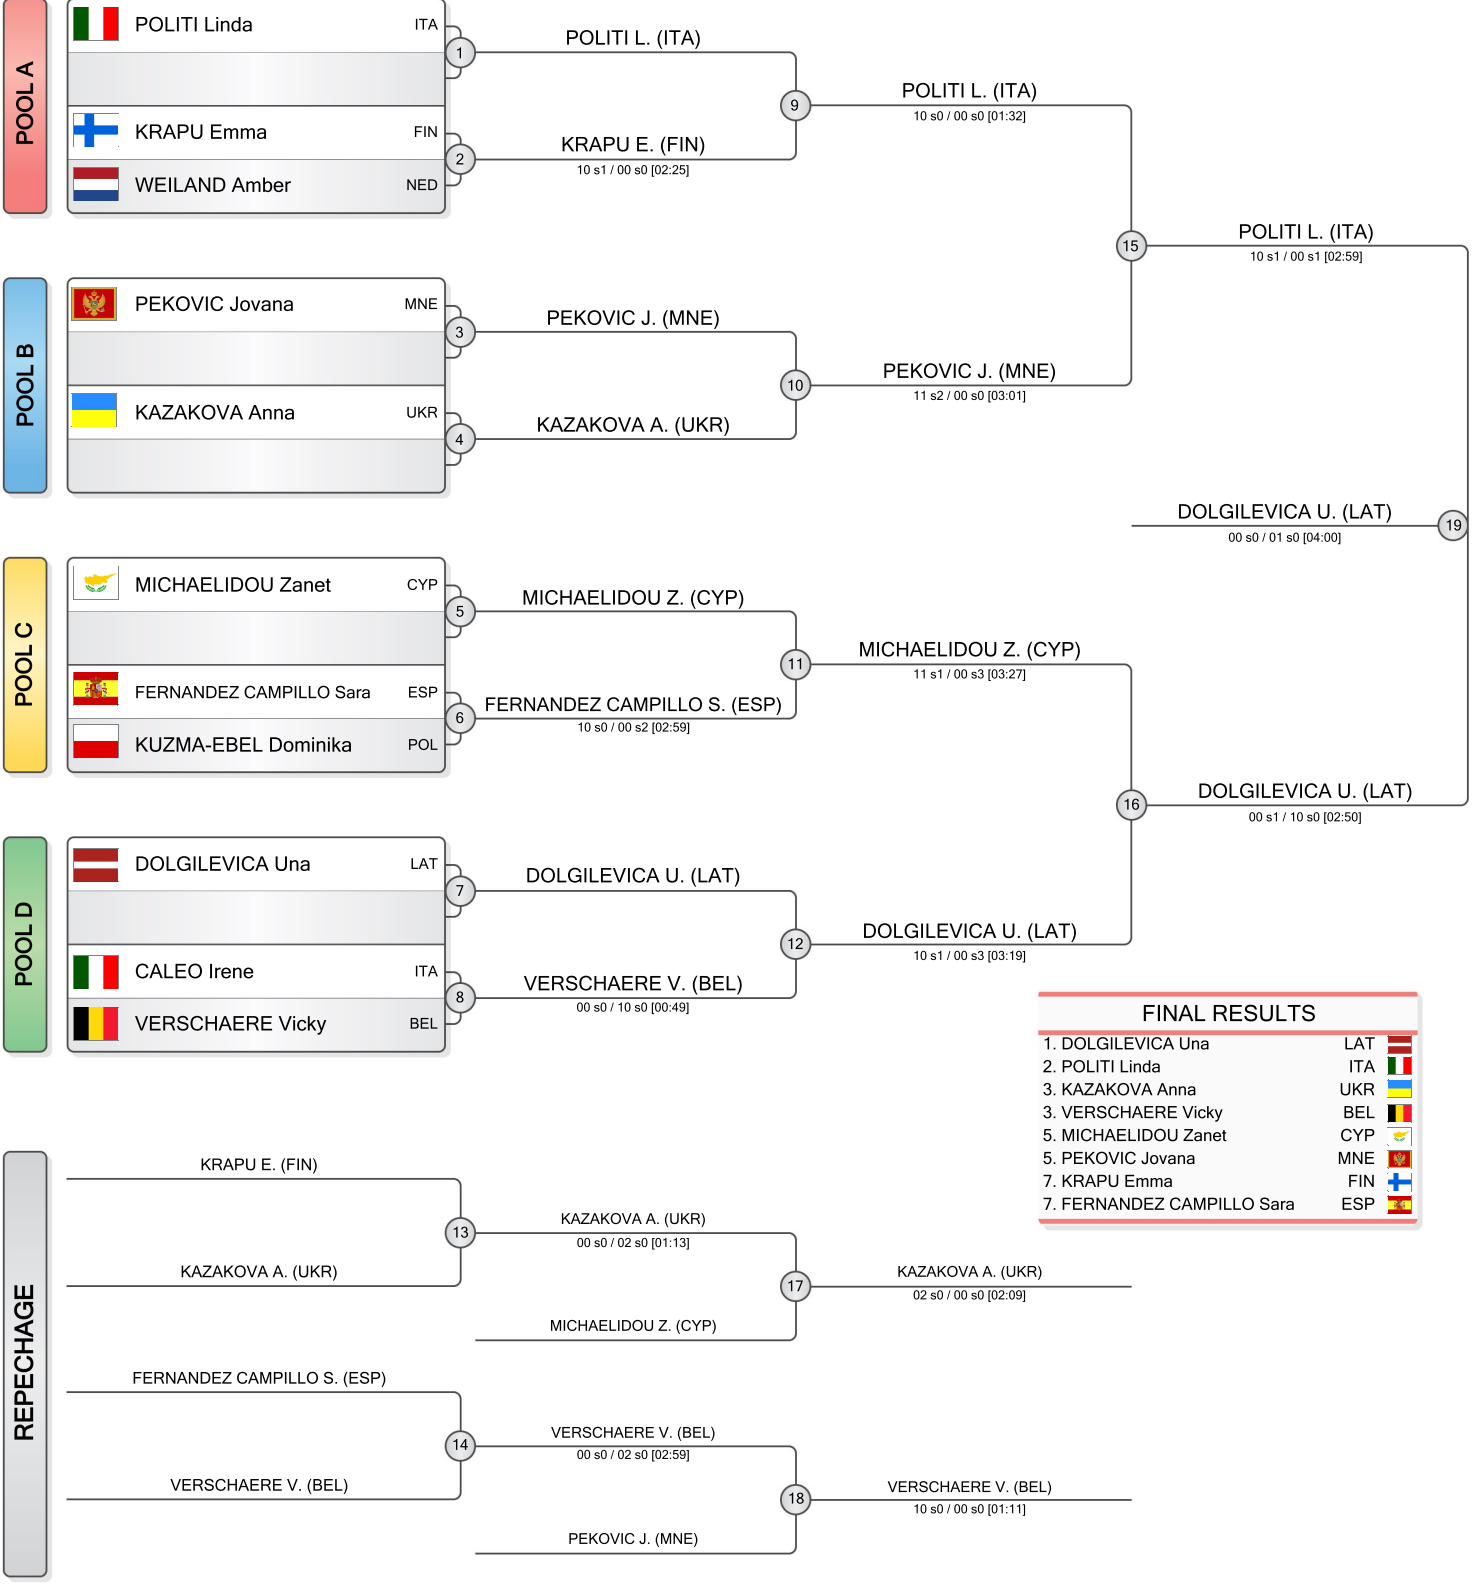 POOL A
POLITI Linda ITA
KRAPU Emma FIN
WEILAND Amber NED
1
2
POLITI L. (ITA)
KRAPU E. (FIN)
10 s1 / 00 s0 [02:25]
9
POLITI L. (ITA)
10 s0 / 00 s0 [01:32]
POOL B
PEKOVIC Jovana MNE
KAZAKOVA Anna UKR
3
4
PEKOVIC J. (MNE)
KAZAKOVA A. (UKR)
10
PEKOVIC J. (MNE)
11 s2 / 00 s0 [03:01]
15
POLITI L. (ITA)
10 s1 / 00 s1 [02:59]
POOL C
MICHAELIDOU Zanet CYP
FERNANDEZ CAMPILLO Sara ESP
KUZMA-EBEL Dominika POL
5
6
MICHAELIDOU Z. (CYP)
FERNANDEZ CAMPILLO S. (ESP)
10 s0 / 00 s2 [02:59]
11
MICHAELIDOU Z. (CYP)
11 s1 / 00 s3 [03:27]
POOL D
DOLGILEVICA Una LAT
CALEO Irene ITA
VERSCHAERE Vicky BEL
7
8
DOLGILEVICA U. (LAT)
VERSCHAERE V. (BEL)
00 s0 / 10 s0 [00:49]
12
DOLGILEVICA U. (LAT)
10 s1 / 00 s3 [03:19]
16
DOLGILEVICA U. (LAT)
00 s1 / 10 s0 [02:50]
DOLGILEVICA U. (LAT)
00 s0 / 01 s0 [04:00]
19
FINAL RESULTS
1. DOLGILEVICA Una LAT
2. POLITI Linda ITA
3. KAZAKOVA Anna UKR
3. VERSCHAERE Vicky BEL
5. MICHAELIDOU Zanet CYP
5. PEKOVIC Jovana MNE
7. KRAPU Emma FIN
7. FERNANDEZ CAMPILLO Sara ESP
REPECHAGE
KRAPU E. (FIN)
KAZAKOVA A. (UKR)
13
KAZAKOVA A. (UKR)
00 s0 / 02 s0 [01:13]
MICHAELIDOU Z. (CYP)
17
KAZAKOVA A. (UKR)
02 s0 / 00 s0 [02:09]
FERNANDEZ CAMPILLO S. (ESP)
VERSCHAERE V. (BEL)
14
VERSCHAERE V. (BEL)
00 s0 / 02 s0 [02:59]
PEKOVIC J. (MNE)
18
VERSCHAERE V. (BEL)
10 s0 / 00 s0 [01:11]